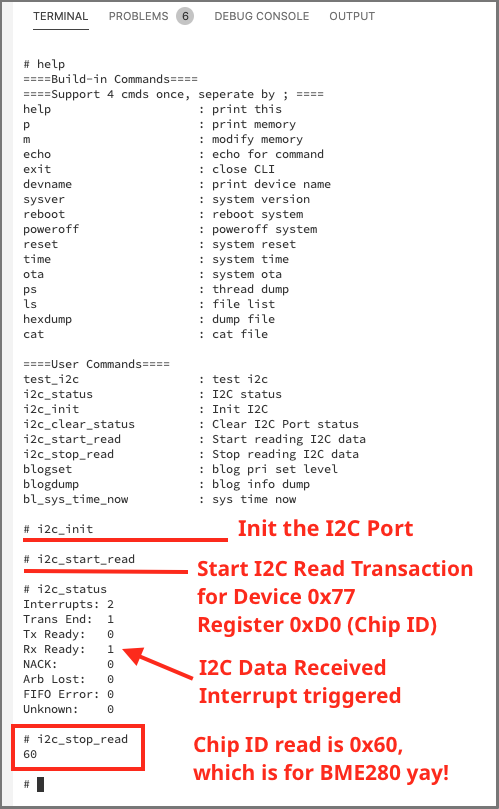 TERMINAL PROBLEMS 6 DEBUG CONSOLE OUTPUT
# help
====Build-in Commands====
====Support 4 cmds once, seperate by ; ====
help : print this
p : print memory
m : modify memory
echo : echo for command
exit : close CLI
devname : print device name
sysver : system version
reboot : reboot system
poweroff : poweroff system
reset : system reset
time : system time
ota : system ota
ps : thread dump
ls : file list
hexdump : dump file
cat : cat file
====User Commands====
test_i2c : test i2c
i2c_status : I2C status
i2c_init : Init I2C
i2c_clear_status : Clear I2C Port status
i2c_start_read : Start reading I2C data
i2c_stop_read : Stop reading I2C data
blogset : blog pri set level
blogdump : blog info dump
bl_sys_time_now : sys time now
# i2c_init
Init the I2C Port
# i2c_start_read
Start I2C Read Transaction
for Device 0x77
Register 0xD0 (Chip ID)
# i2c_status
Interrupts: 2
Trans End: 1
Tx Ready: 0
Rx Ready: 1
NACK: 0
Arb Lost: 0
FIFO Error: 0
Unknown: 0
I2C Data Received
Interrupt triggered
# i2c_stop_read
60
Chip ID read is 0x60,
which is for BME280 yay!
#